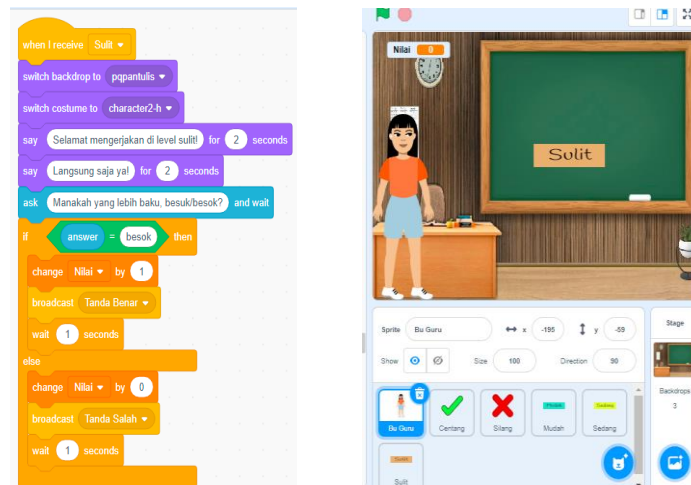 when I receive Sulit
switch backdrop to pqpantulis
switch costume to character2-h
say Selamat mengerjakan di level sulit! for 2 seconds
say Langsung saja ya! for 2 seconds
ask Manakah yang lebih baku, besuk/besok? and wait
if answer = besok then
change Nilai by 1
broadcast Tanda Benar
wait 1 seconds
else
change Nilai by 0
broadcast Tanda Salah
wait 1 seconds
Nilai 0
Sulit
Sprite Bu Guru x -195 y -59
Show Size 100 Direction 90
Bu Guru
Centang
Silang
Mudah
Sedang
Sulit
Stage
Backdrops
3